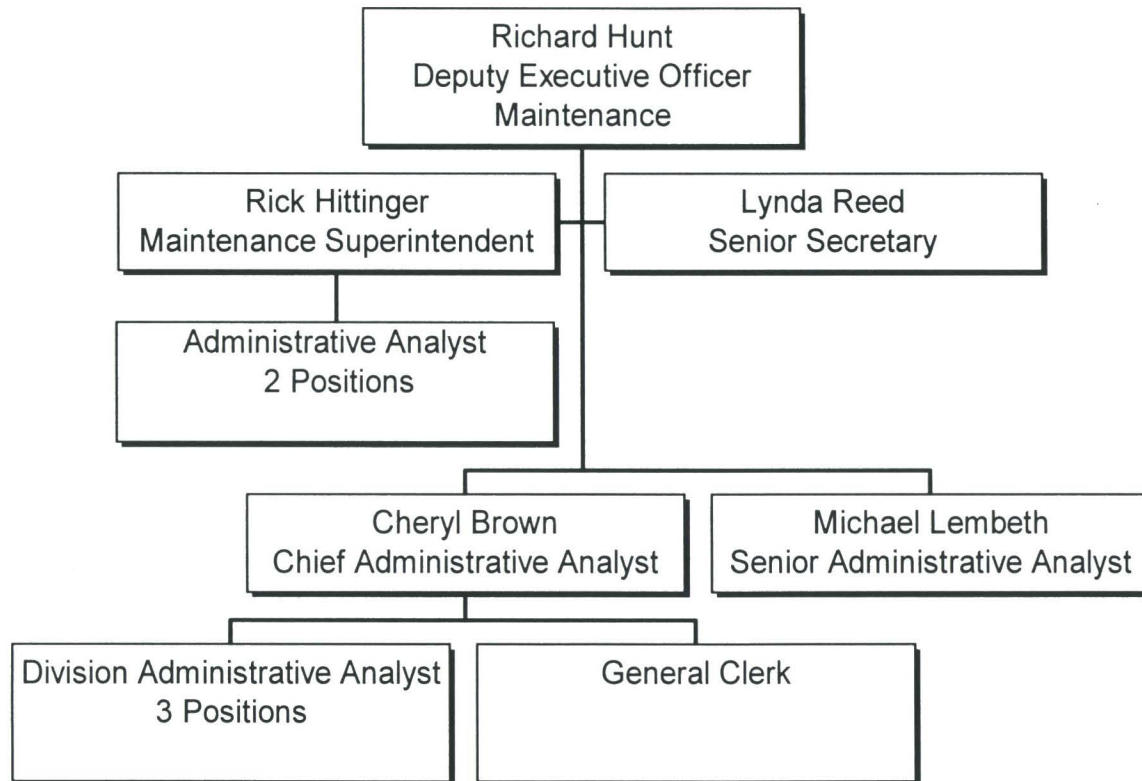 Richard Hunt
Deputy Executive Officer
Maintenance
Rick Hittinger
Maintenance Superintendent
Lynda Reed
Senior Secretary
Administrative Analyst
2 Positions
Cheryl Brown
Chief Administrative Analyst
Michael Lembeth
Senior Administrative Analyst
Division Administrative Analyst
3 Positions
General Clerk